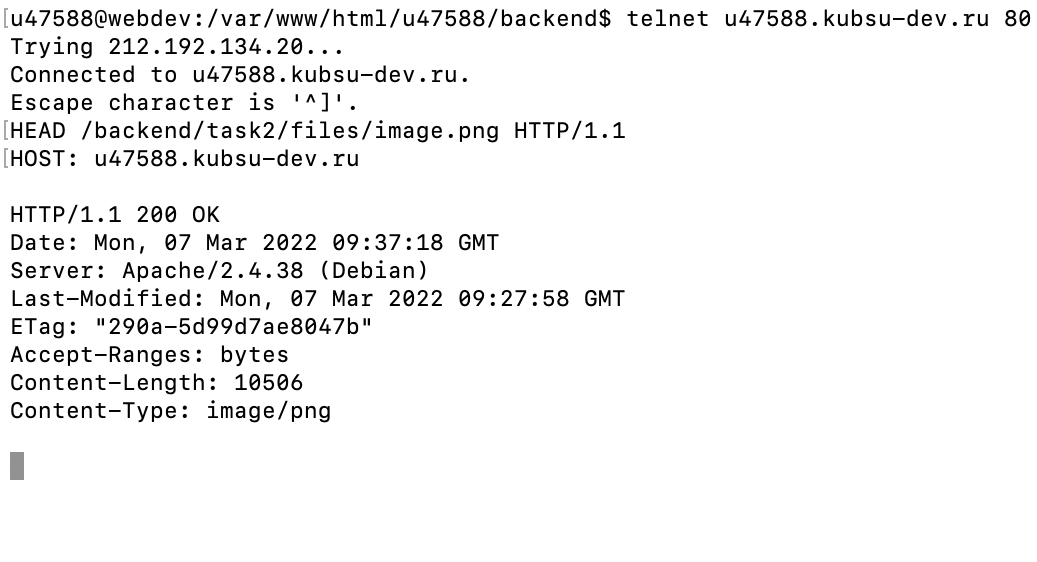 [u47588@webdev:/var/www/html/u47588/backend$ telnet u47588.kubsu-dev.ru 80
Trying 212.192.134.20...
Connected to u47588.kubsu-dev.ru.
Escape character is '^]'.
[HEAD /backend/task2/files/image.png HTTP/1.1
[HOST: u47588.kubsu-dev.ru
HTTP/1.1 200 OK
Date: Mon, 07 Mar 2022 09:37:18 GMT
Server: Apache/2.4.38 (Debian)
Last-Modified: Mon, 07 Mar 2022 09:27:58 GMT
ETag: "290a-5d99d7ae8047b"
Accept-Ranges: bytes
Content-Length: 10506
Content-Type: image/png